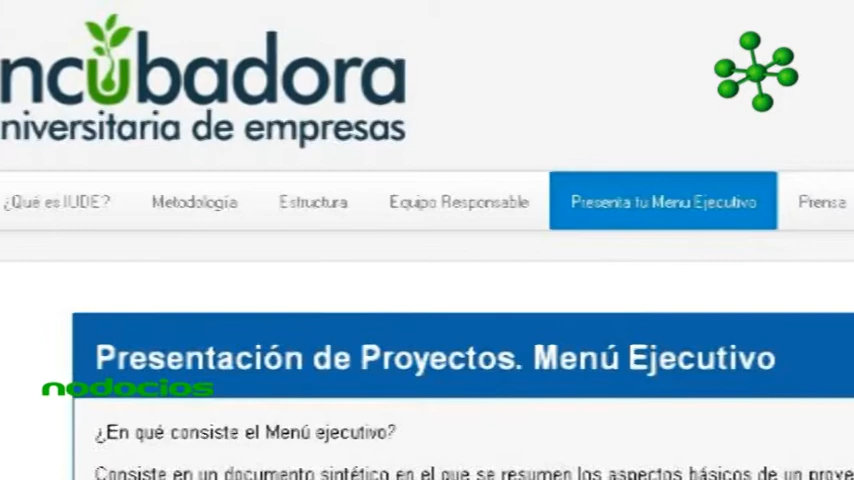 ncubadora
niversitaria de empresas
¿Qué es IUDE? Metodología Estructura Equipo Responsable Presenta tu Menu Ejecutivo Prensa
Presentación de Proyectos. Menú Ejecutivo
nodocios
¿En qué consiste el Menú ejecutivo?
Consiste en un documento sintético en el que se resumen los aspectos básicos de un proye